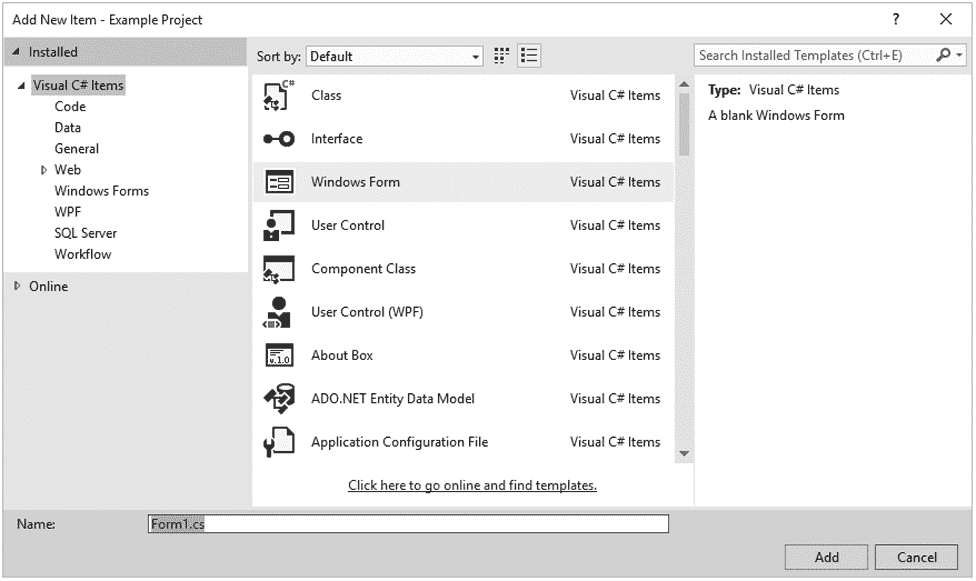 Add New Item - Example Project
?
Installed
Visual C# Items
Code
Data
General
Web
Windows Forms
WPF
SQL Server
Workflow
Online
Sort by: Default
C# Class Visual C# Items
Interface Visual C# Items
Windows Form Visual C# Items
User Control Visual C# Items
Component Class Visual C# Items
User Control (WPF) Visual C# Items
v.1.0 About Box Visual C# Items
ADO.NET Entity Data Model Visual C# Items
Application Configuration File Visual C# Items
Click here to go online and find templates.
Search Installed Templates (Ctrl+E)
Type: Visual C# Items
A blank Windows Form
Name: Form1.cs
Add Cancel